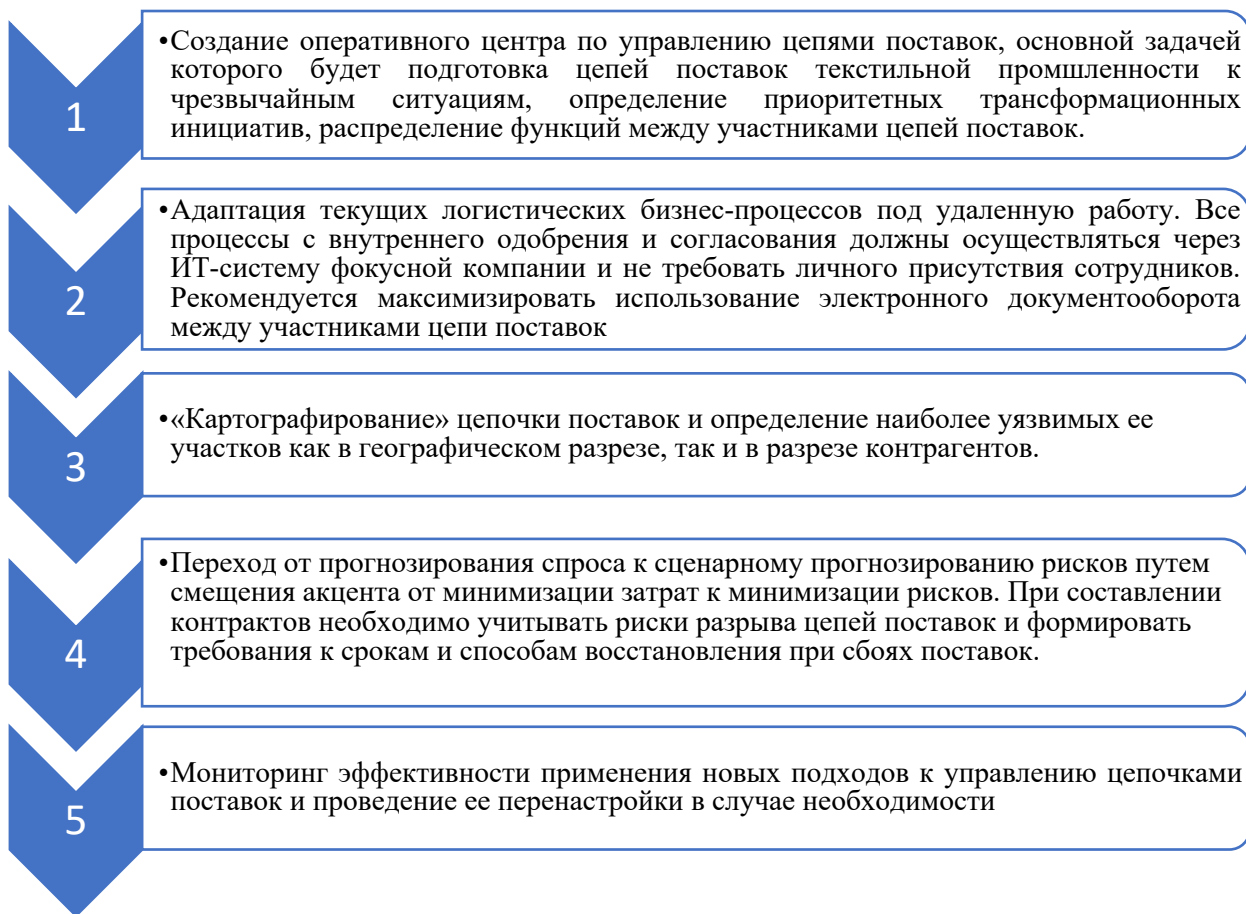 1
•Создание оперативного центра по управлению цепями поставок, основной задачей
которого будет подготовка цепей поставок текстильной промшленности к
чрезвычайным ситуациям, определение приоритетных трансформационных
инициатив, распределение функций между участниками цепей поставок.
2
•Адаптация текущих логистических бизнес-процессов под удаленную работу. Все
процессы с внутреннего одобрения и согласования должны осуществляться через
ИТ-систему фокусной компании и не требовать личного присутствия сотрудников.
Рекомендуется максимизировать использование электронного документооборота
между участниками цепи поставок
3
•«Картографирование» цепочки поставок и определение наиболее уязвимых ее
участков как в географическом разрезе, так и в разрезе контрагентов.
4
•Переход от прогнозирования спроса к сценарному прогнозированию рисков путем
смещения акцента от минимизации затрат к минимизации рисков. При составлении
контрактов необходимо учитывать риски разрыва цепей поставок и формировать
требования к срокам и способам восстановления при сбоях поставок.
5
•Мониторинг эффективности применения новых подходов к управлению цепочками
поставок и проведение ее перенастройки в случае необходимости